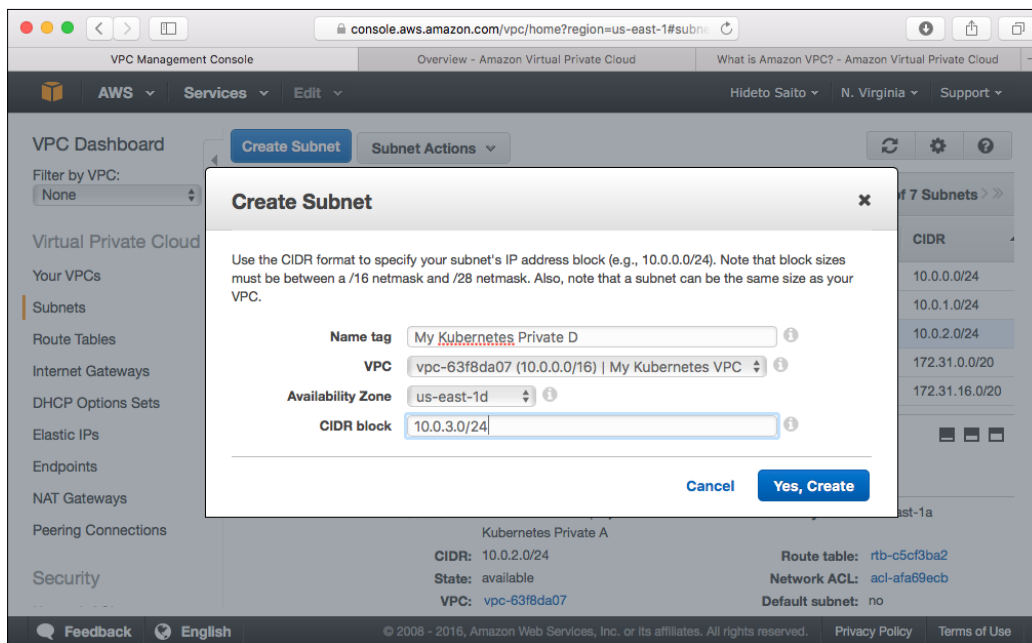 console.aws.amazon.com/vpc/home?region=us-east-1#subne
VPC Management Console
Overview - Amazon Virtual Private Cloud
What is Amazon VPC? - Amazon Virtual Private Cloud
AWS Services Edit Hideto Saito N. Virginia Support
VPC Dashboard
Filter by VPC:
None
Create Subnet Subnet Actions
Create Subnet
of 7 Subnets
Use the CIDR format to specify your subnet's IP address block (e.g., 10.0.0.0/24). Note that block sizes
must be between a /16 netmask and /28 netmask. Also, note that a subnet can be the same size as your
VPC.
Name tag My Kubernetes Private D
VPC vpc-63f8da07 (10.0.0.0/16) | My Kubernetes VPC
Availability Zone us-east-1d
CIDR block 10.0.3.0/24
Cancel Yes, Create
Virtual Private Cloud
Your VPCs
Subnets
Route Tables
Internet Gateways
DHCP Options Sets
Elastic IPs
Endpoints
NAT Gateways
Peering Connections
Security
CIDR
10.0.0.0/24
10.0.1.0/24
10.0.2.0/24
172.31.0.0/20
172.31.16.0/20
ast-1a
Kubernetes Private A
CIDR: 10.0.2.0/24 Route table: rtb-c5cf3ba2
State: available Network ACL: acl-afa69ecb
VPC: vpc-63f8da07 Default subnet: no
Feedback English © 2008 - 2016, Amazon Web Services, Inc. or its affiliates. All rights reserved. Privacy Policy Terms of Use